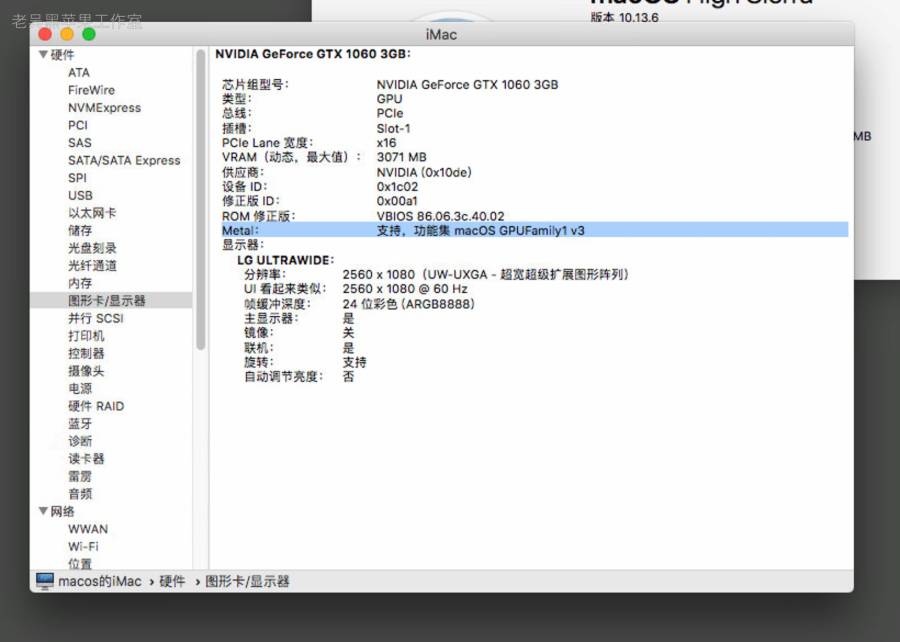 老吕黑苹果工作室
macOS High Sierra
版本 10.13.6
iMac
MB
硬件
ATA
FireWire
NVMExpress
PCI
SAS
SATA/SATA Express
SPI
USB
以太网卡
储存
光盘刻录
光纤通道
内存
图形卡/显示器
并行 SCSI
打印机
控制器
摄像头
电源
硬件 RAID
蓝牙
诊断
读卡器
雷雳
音频
网络
WWAN
Wi-Fi
位置
NVIDIA GeForce GTX 1060 3GB:
芯片组型号: NVIDIA GeForce GTX 1060 3GB
类型: GPU
总线: PCIe
插槽: Slot-1
PCIe Lane 宽度: x16
VRAM（动态，最大值）: 3071 MB
供应商: NVIDIA (0x10de)
设备 ID: 0x1c02
修正版 ID: 0x00a1
ROM 修正版: VBIOS 86.06.3c.40.02
Metal: 支持，功能集 macOS GPUFamily1 v3
显示器:
LG ULTRAWIDE:
分辨率: 2560 x 1080（UW-UXGA - 超宽超级扩展图形阵列）
UI 看起来类似: 2560 x 1080 @ 60 Hz
帧缓冲深度: 24 位彩色 (ARGB8888)
主显示器: 是
镜像: 关
联机: 是
旋转: 支持
自动调节亮度: 否
macos的iMac › 硬件 › 图形卡/显示器